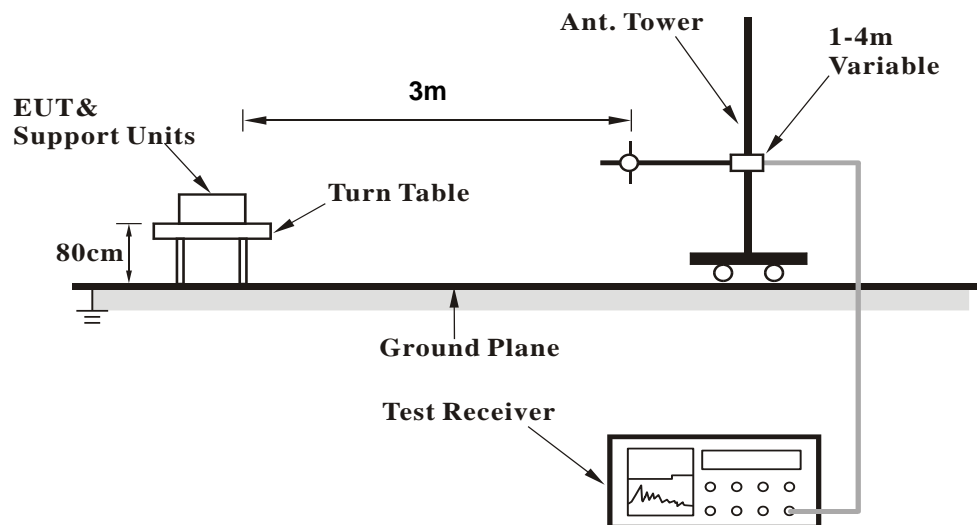 Ant. Tower
1-4m
Variable
3m
EUT&
Support Units
Turn Table
80cm
Ground Plane
Test Receiver